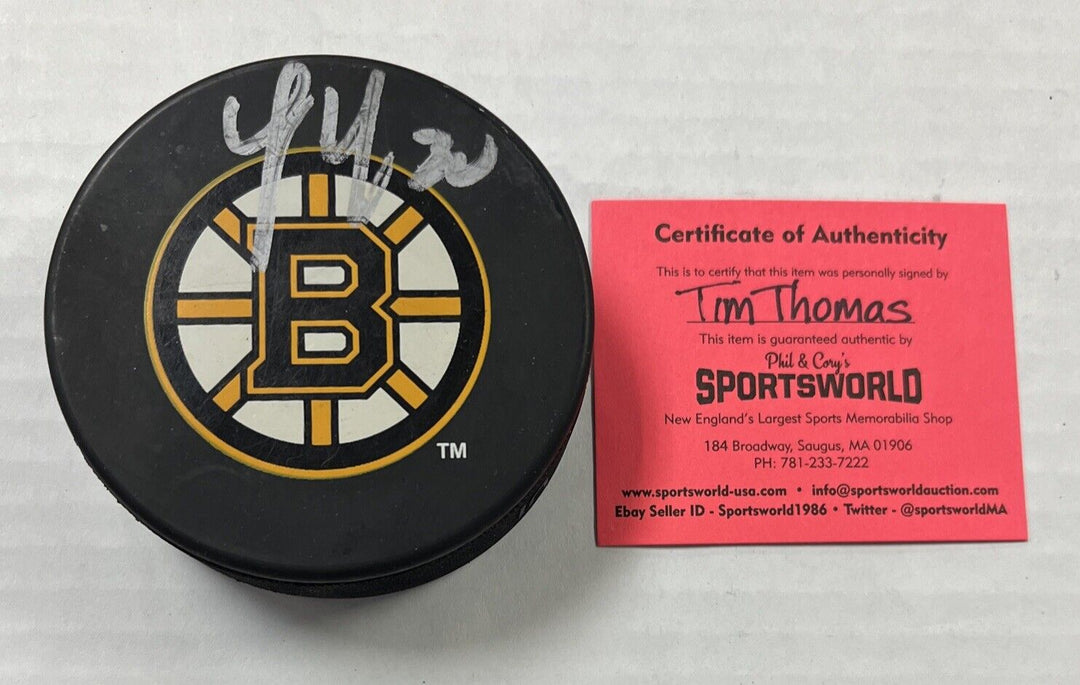 30
B
TM
Certificate of Authenticity
This is to certify that this item was personally signed by
Tim Thomas
This item is guaranteed authentic by
Phil & Cory's
SPORTSWORLD
New England's Largest Sports Memorabilia Shop
184 Broadway, Saugus, MA 01906
PH: 781-233-7222
www.sportsworld-usa.com • info@sportsworldauction.com
Ebay Seller ID - Sportsworld1986 • Twitter - @sportsworldMA